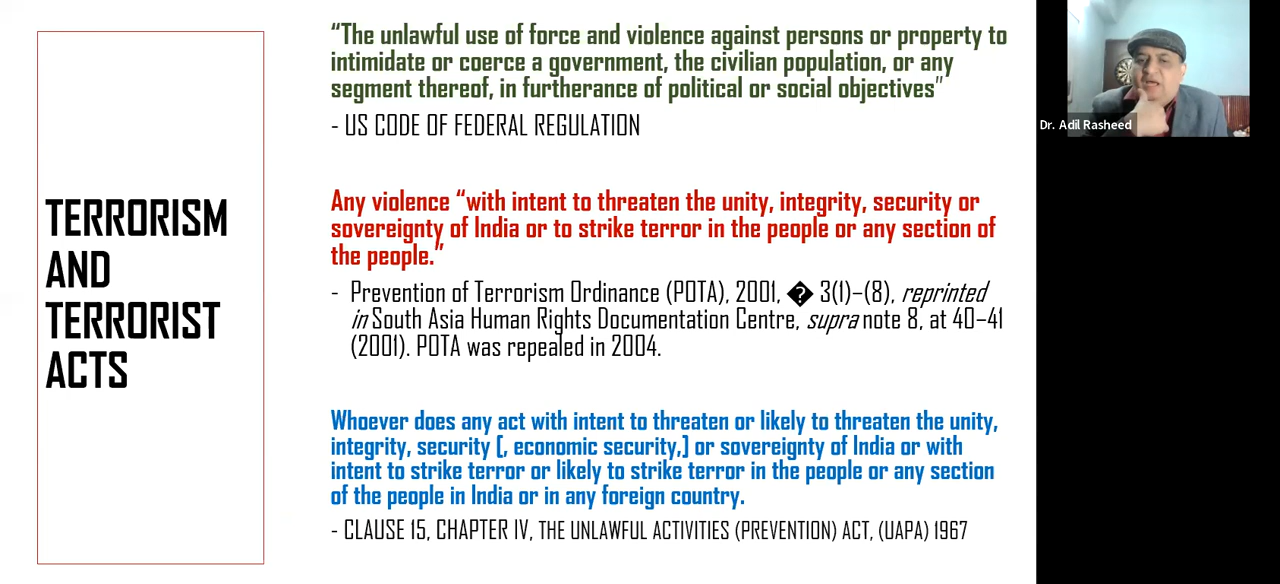 TERRORISM
AND
TERRORIST
ACTS
“The unlawful use of force and violence against persons or property to
intimidate or coerce a government, the civilian population, or any
segment thereof, in furtherance of political or social objectives”
- US CODE OF FEDERAL REGULATION
Any violence “with intent to threaten the unity, integrity, security or
sovereignty of India or to strike terror in the people or any section of
the people.”
- Prevention of Terrorism Ordinance (POTA), 2001, � 3(1)–(8), reprinted
in South Asia Human Rights Documentation Centre, supra note 8, at 40–41
(2001). POTA was repealed in 2004.
Whoever does any act with intent to threaten or likely to threaten the unity,
integrity, security [, economic security,] or sovereignty of India or with
intent to strike terror or likely to strike terror in the people or any section
of the people in India or in any foreign country.
- CLAUSE 15, CHAPTER IV, THE UNLAWFUL ACTIVITIES (PREVENTION) ACT, (UAPA) 1967
Dr. Adil Rasheed